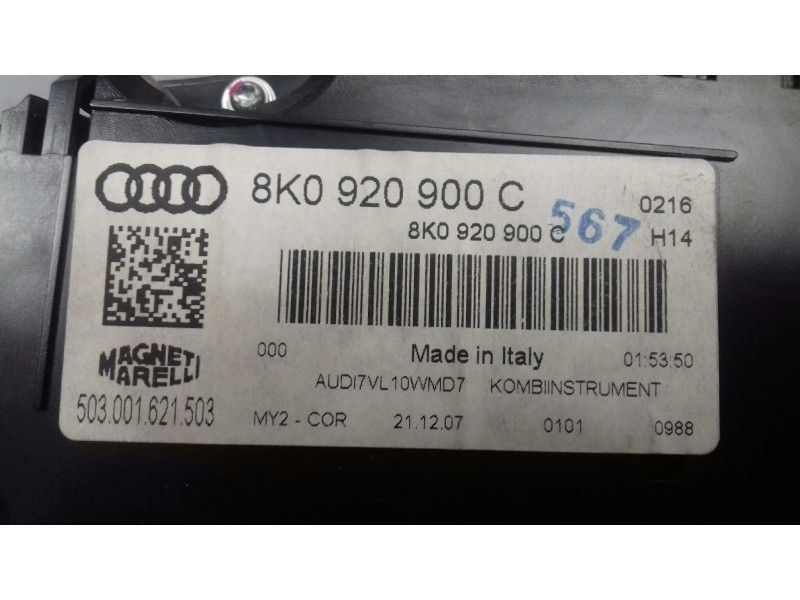 8K0 920 900 C
0216
8K0 920 900 C
567
H14
000
Made in Italy
01:53:50
MAGNETI
MARELLI
AUDI7VL10WMD7 KOMBIINSTRUMENT
503.001.621.503
MY2 - COR 21.12.07 0101 0988